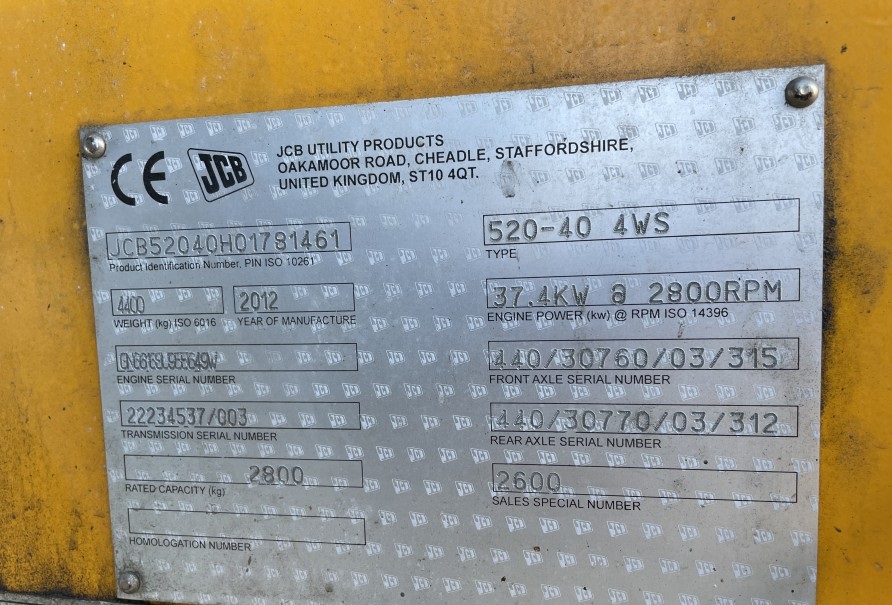 CE JCB JCB UTILITY PRODUCTS
OAKAMOOR ROAD, CHEADLE, STAFFORDSHIRE,
UNITED KINGDOM, ST10 4QT.
JCB52040H01781461
Product Identification Number, PIN ISO 10261
520-40 4WS
TYPE
4400
WEIGHT (kg) ISO 6016
2012
YEAR OF MANUFACTURE
37.4KW @ 2800RPM
ENGINE POWER (kw) @ RPM ISO 14396
ENGINE SERIAL NUMBER
440/30760/03/315
FRONT AXLE SERIAL NUMBER
22234537/003
TRANSMISSION SERIAL NUMBER
440/30770/03/312
REAR AXLE SERIAL NUMBER
2800
RATED CAPACITY (kg)
2600
SALES SPECIAL NUMBER
HOMOLOGATION NUMBER